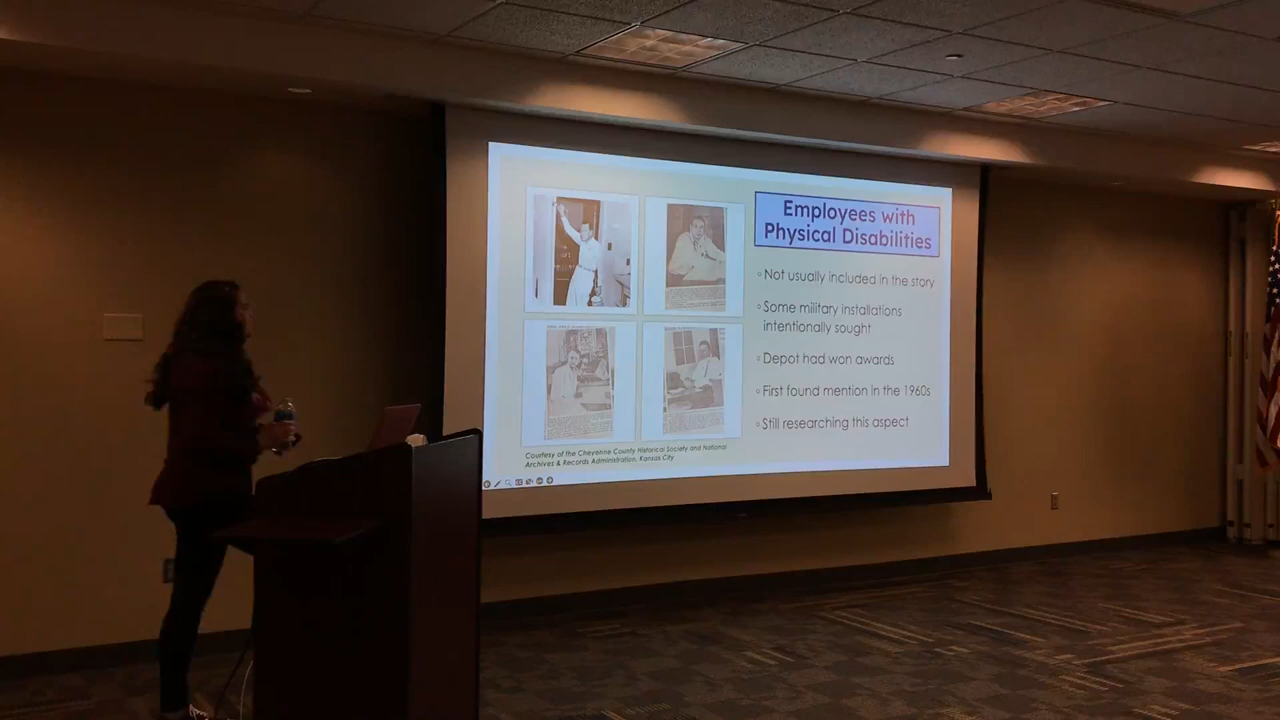 Employees with
Physical Disabilities
Not usually included in the story
Some military installations
intentionally sought
Depot had won awards
First found mention in the 1960s
Still researching this aspect
Courtesy of the Cheyenne County Historical Society and National
Archives & Records Administration, Kansas City